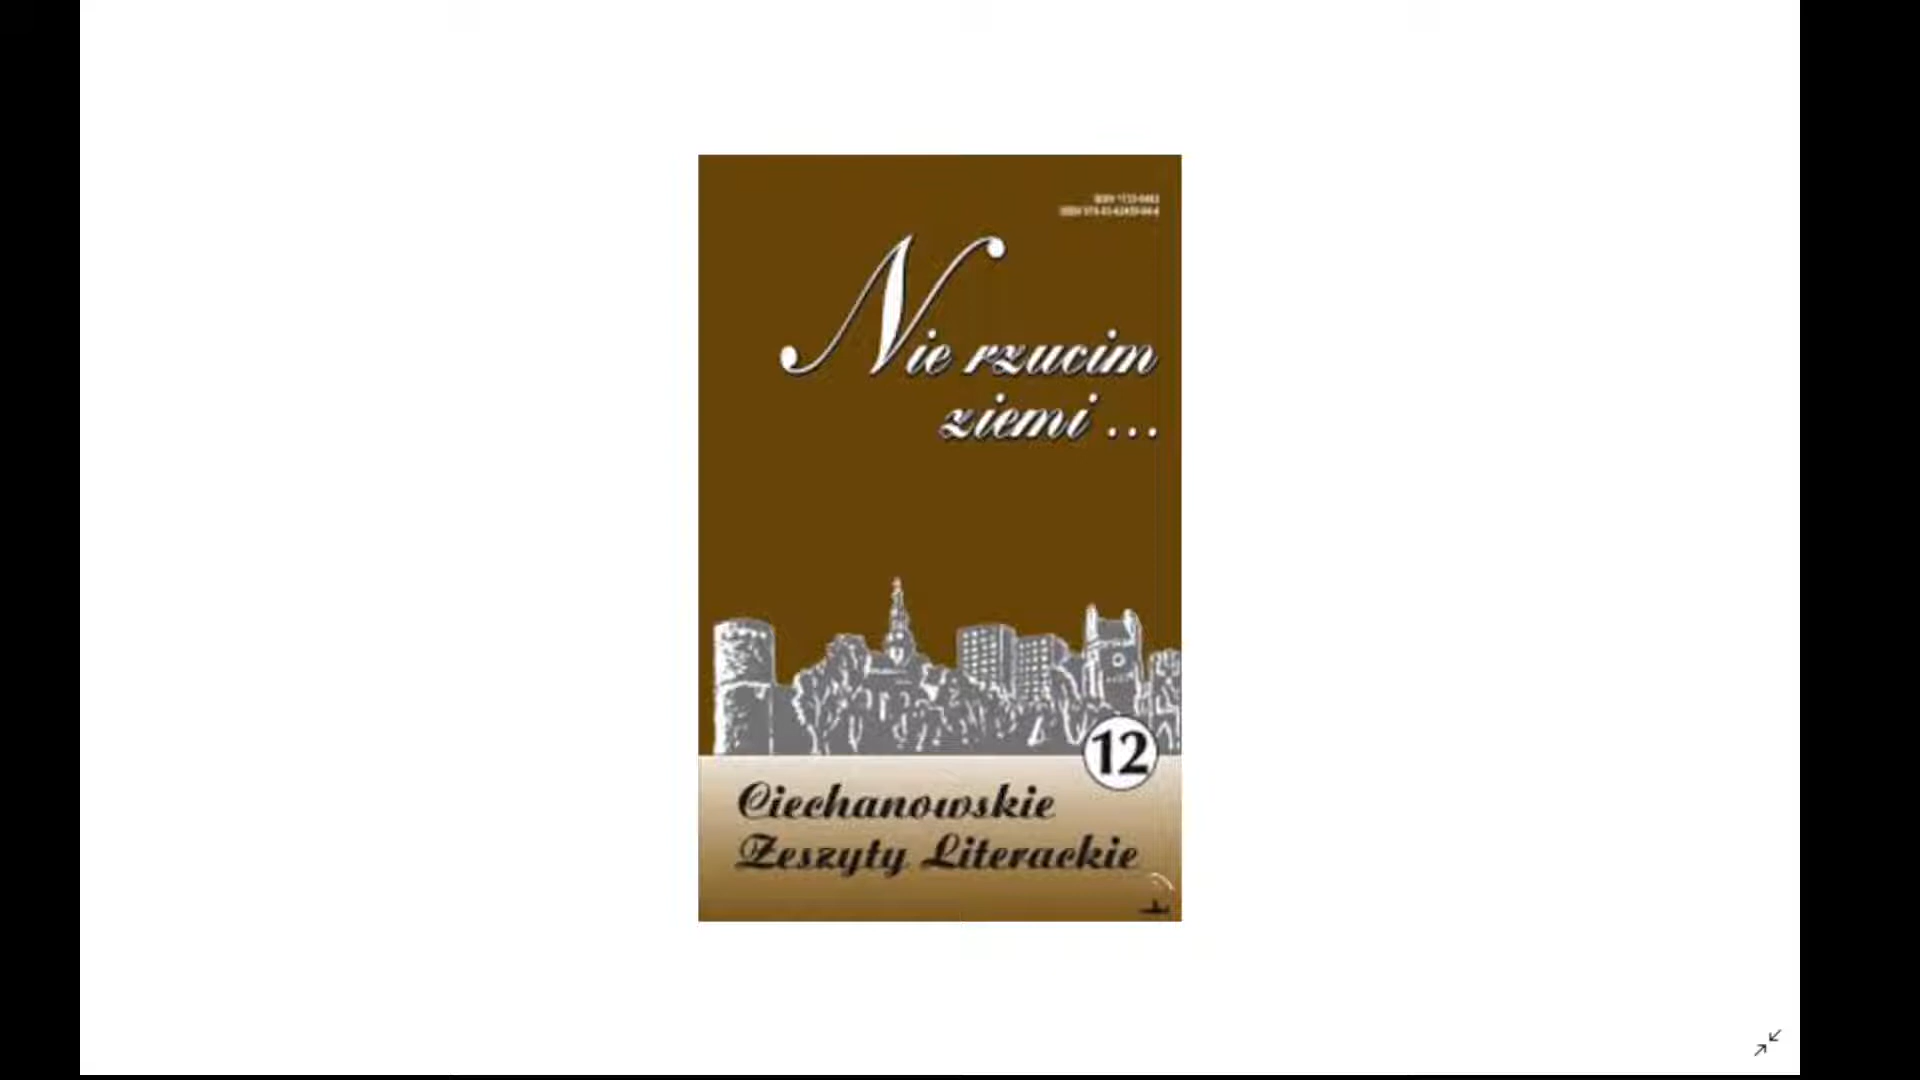 Nie rzucim
ziemi ...
12
Ciechanowskie
Zeszyty Literackie